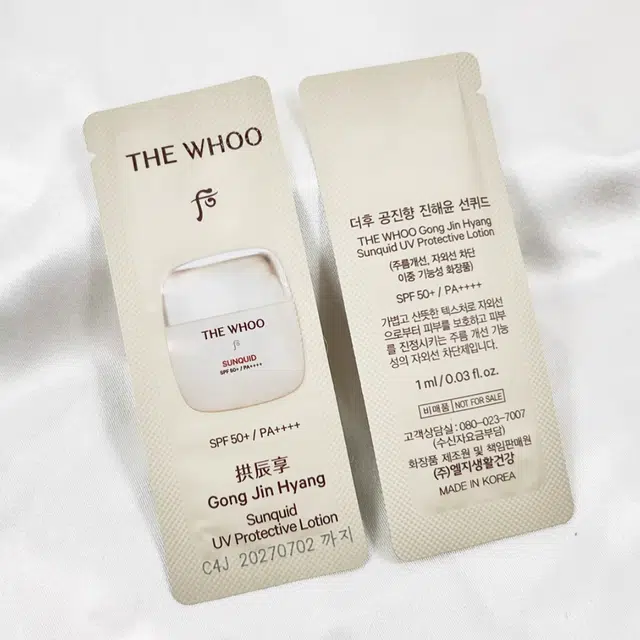 THE WHOO
THE WHOO
SUNQUID
SPF 50+ / PA++++
SPF 50+ / PA++++
拱辰享
Gong Jin Hyang
Sunquid
UV Protective Lotion
C4J 20270702 까지
더후 공진향 진해윤 선퀴드
THE WHOO Gong Jin Hyang
Sunquid UV Protective Lotion
(주름개선, 자외선 차단
이중 기능성 화장품)
SPF 50+ / PA++++
가볍고 산뜻한 텍스처로 자외선
으로부터 피부를 보호하고 피부
를 진정시키는 주름 개선 기능
성의 자외선 차단제입니다.
1 ml / 0.03 fl. oz.
비매품 NOT FOR SALE
고객상담실 : 080-023-7007
(수신자요금부담)
화장품 제조원 및 책임판매원
(주)엘지생활건강
MADE IN KOREA